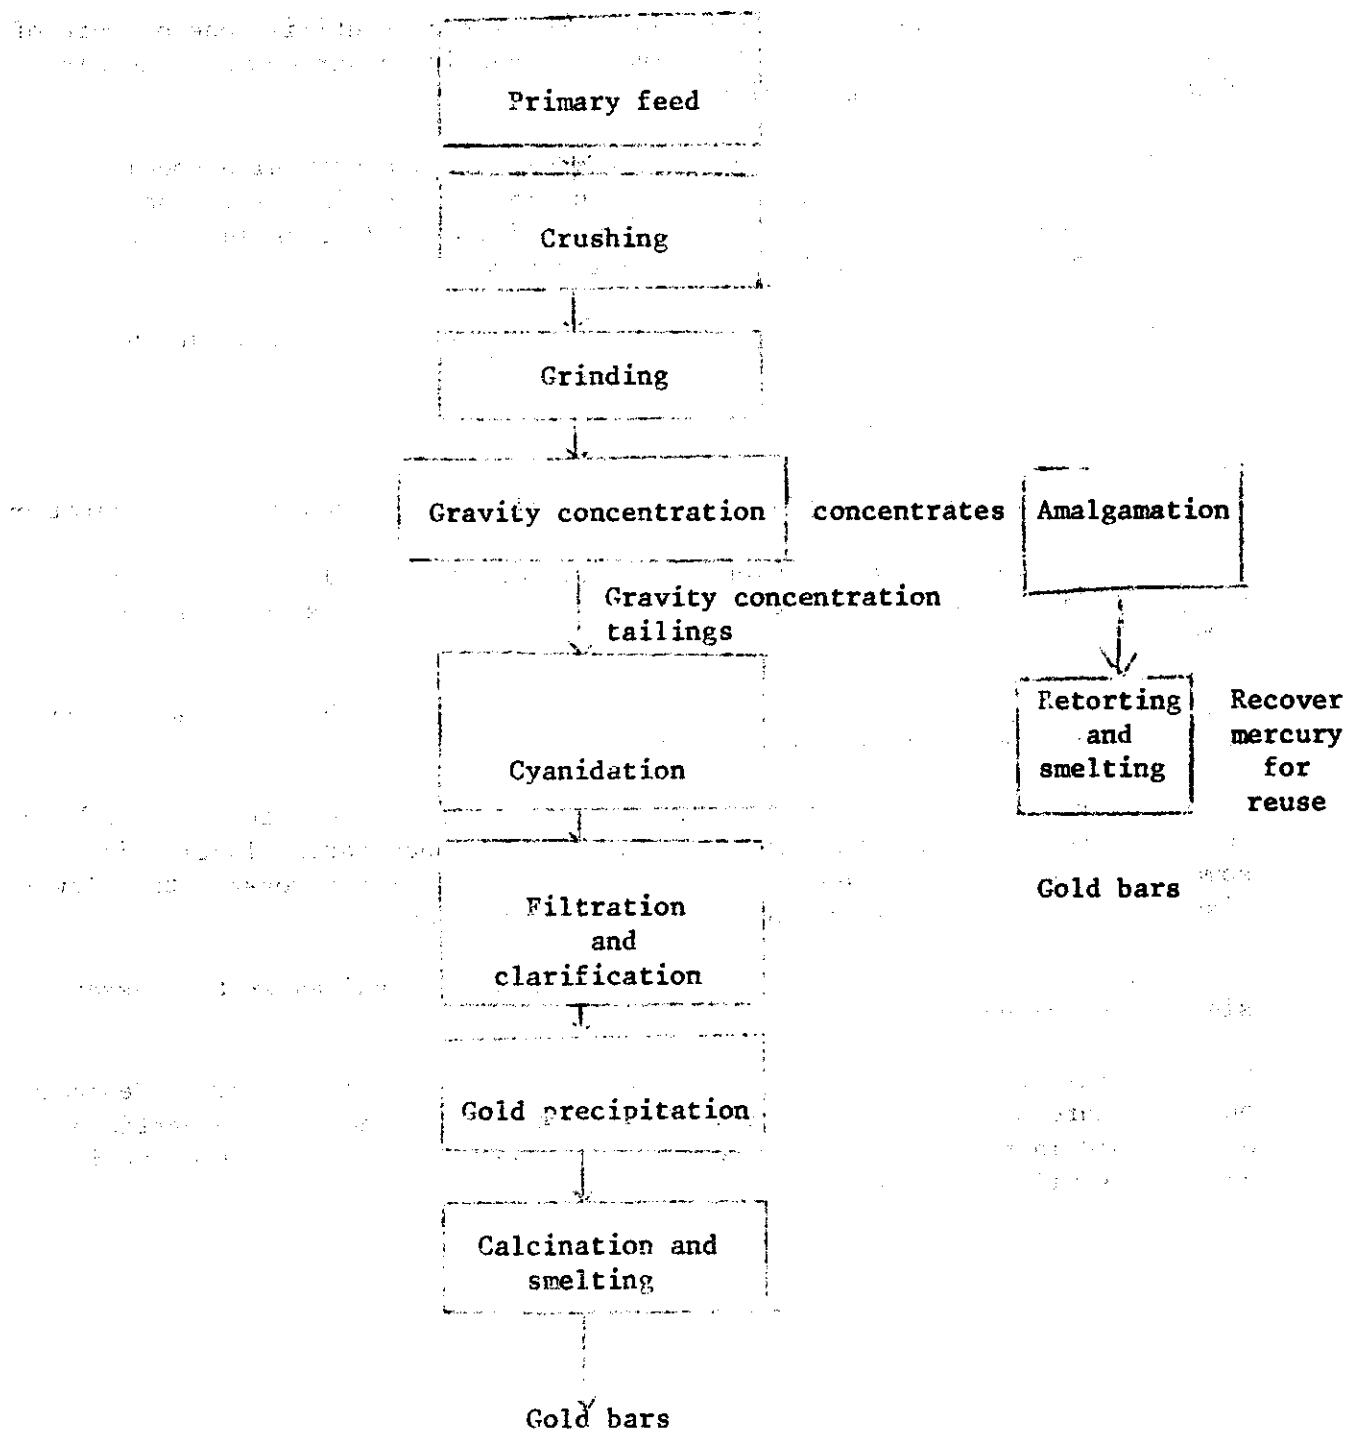 Primary feed
Crushing
Grinding
Gravity concentration
concentrates
Amalgamation
Gravity concentration
tailings
Retorting
and
smelting
Recover
mercury
for
reuse
Gold bars
Cyanidation
Filtration
and
clarification
Gold precipitation
Calcination and
smelting
Gold bars